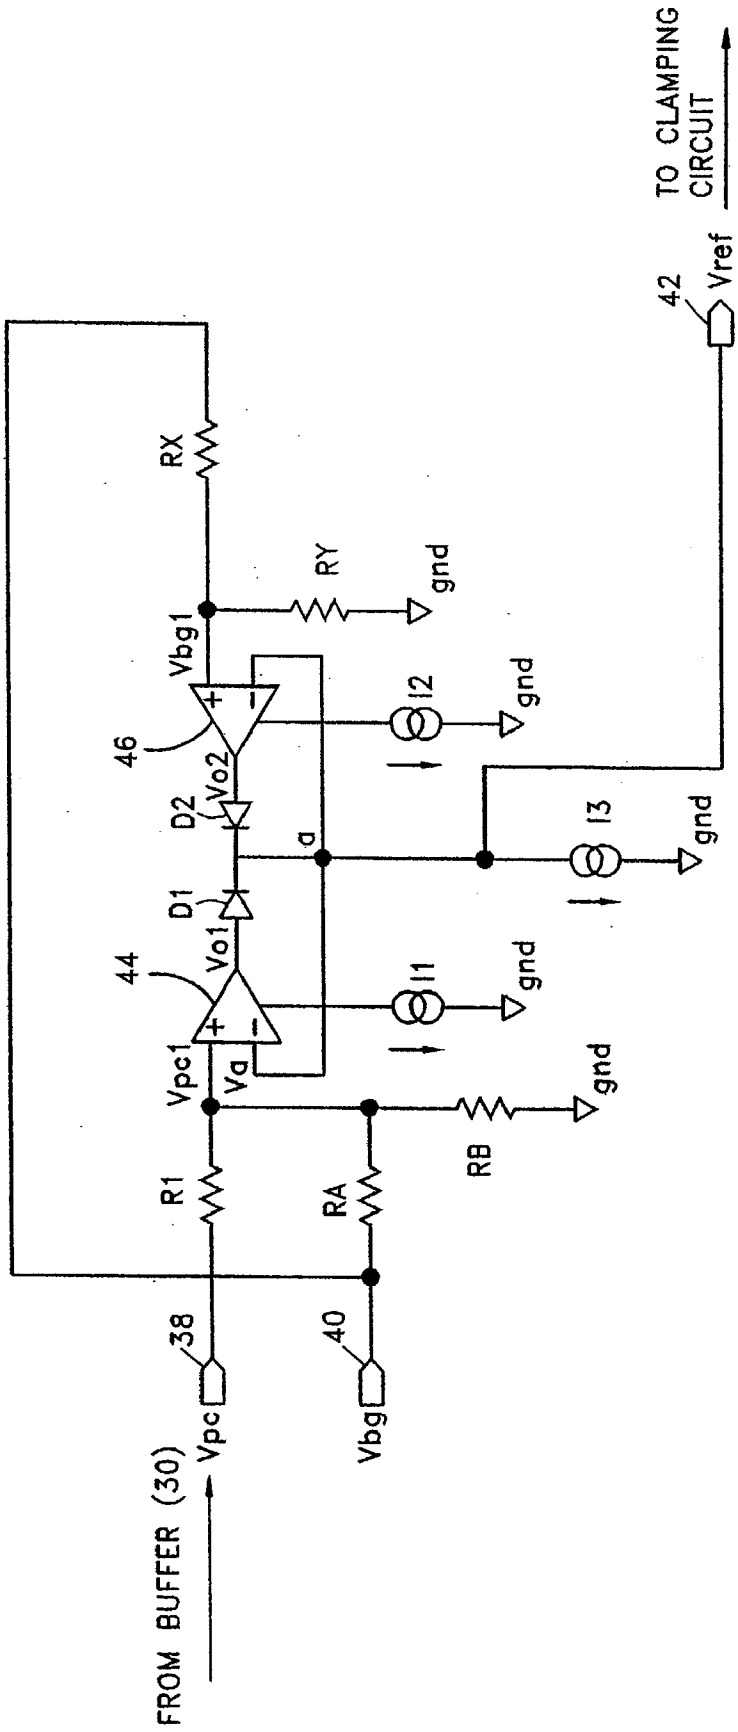 FROM BUFFER (30)
Vpc
38
Vbg
40
R1
RA
RB
gnd
Vpc1
Va
+
−
44
Vo1
D1
I1
gnd
a
D2
Vo2
46
+
−
Vbg1
I2
gnd
I3
gnd
RX
RY
gnd
42
Vref
TO CLAMPING
CIRCUIT